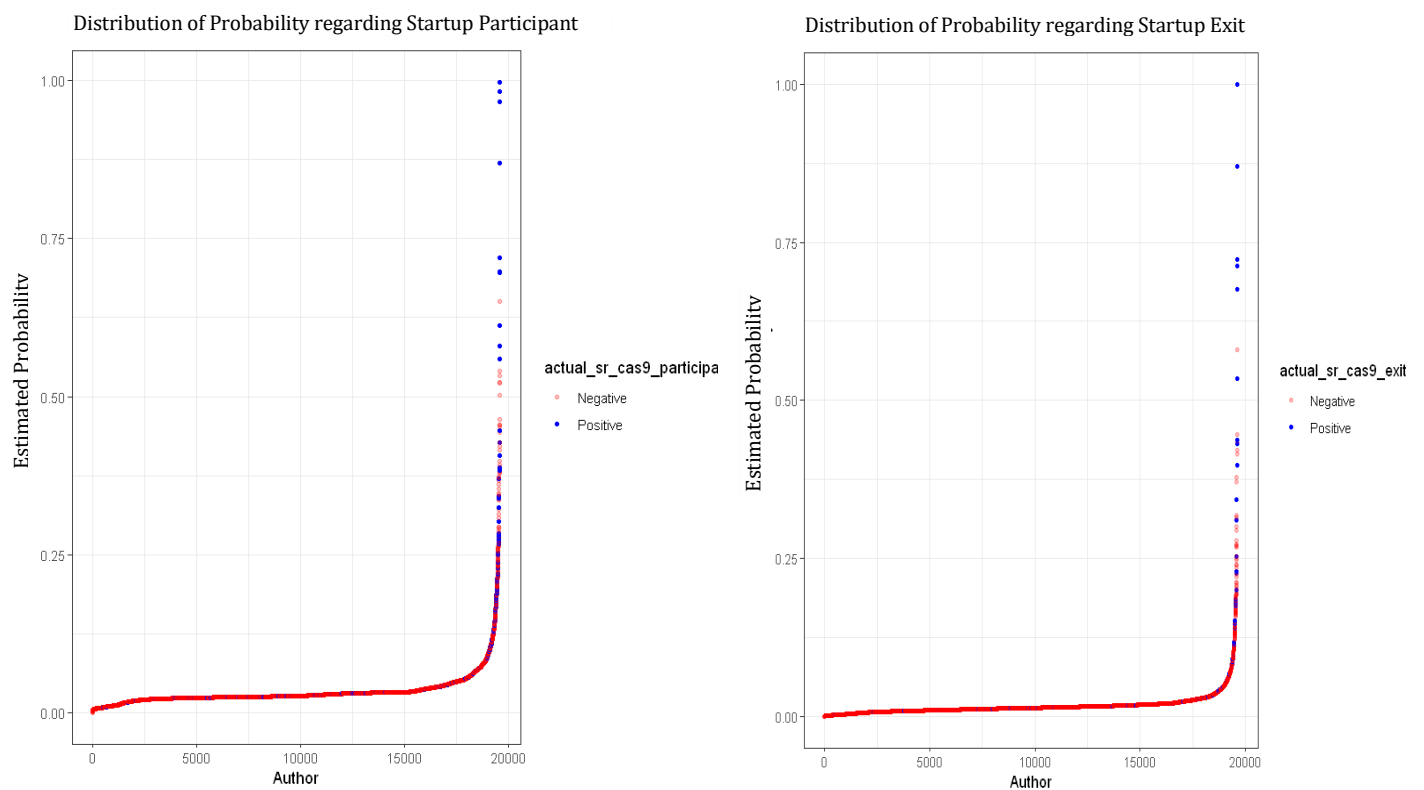 Distribution of Probability regarding Startup Participant
1.00
0.75
0.50
0.25
0.00
Estimated Probability
0
5000
10000
15000
20000
Author
actual_sr_cas9_participa
Negative
Positive
Distribution of Probability regarding Startup Exit
1.00
0.75
0.50
0.25
0.00
Estimated Probability
0
5000
10000
15000
20000
Author
actual_sr_cas9_exit
Negative
Positive